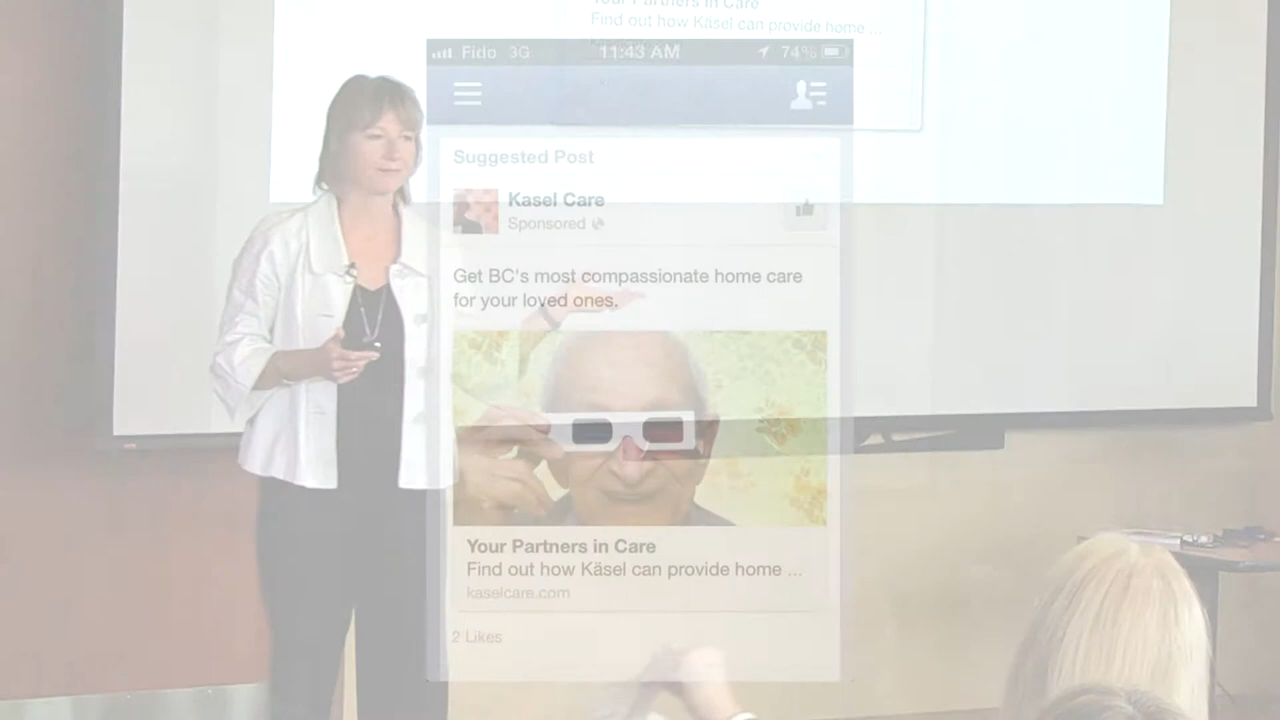 Your Partners in Care
Find out how Käsel can provide home ...
Fido 3G 11:43 AM 74%
Suggested Post
Kasel Care
Sponsored
Get BC's most compassionate home care
for your loved ones.
Your Partners in Care
Find out how Käsel can provide home ...
kaselcare.com
2 Likes